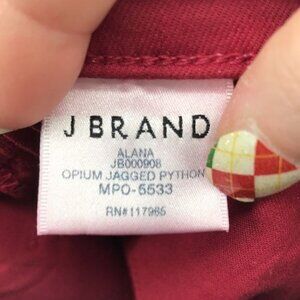 J BRAND
ALANA
JB000908
OPIUM JAGGED PYTHON
MPO-5533
RN#117965